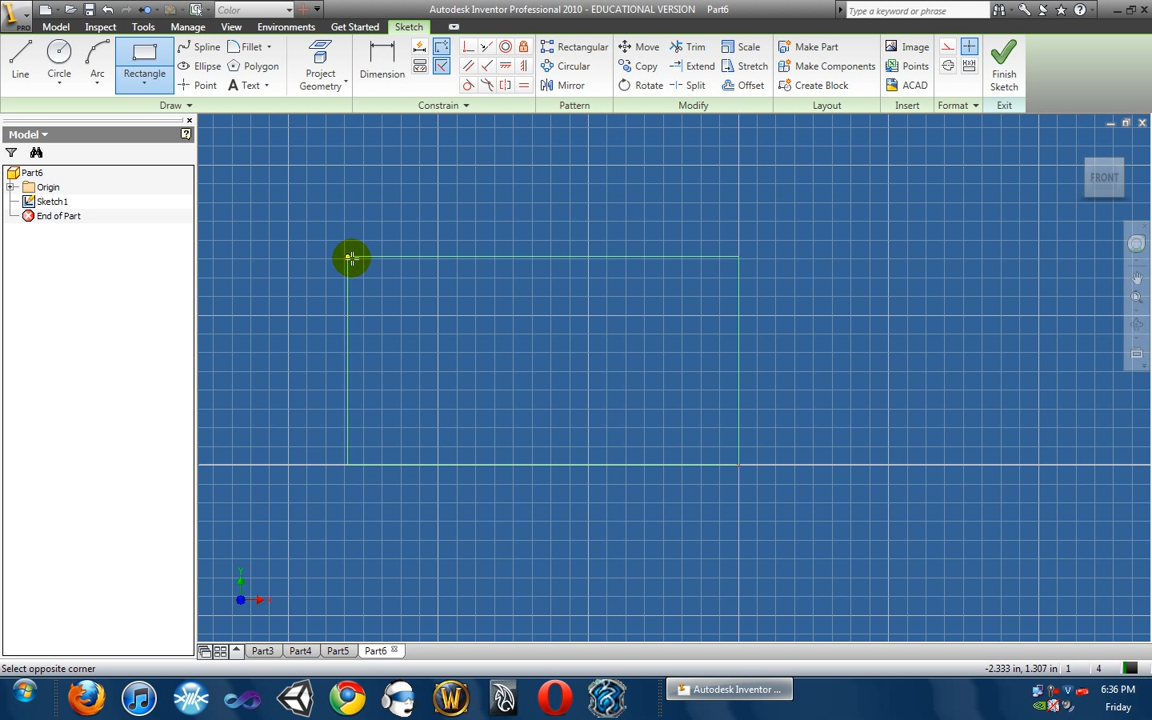 Color
Autodesk Inventor Professional 2010 - EDUCATIONAL VERSION Part6
Type a keyword or phrase
PRO
Model Inspect Tools Manage View Environments Get Started Sketch
Line
Circle
Arc
Rectangle
Spline
Ellipse
Point
Fillet
Polygon
Text
Project
Geometry
Dimension
Rectangular
Circular
Mirror
Move
Copy
Rotate
Trim
Extend
Split
Scale
Stretch
Offset
Make Part
Make Components
Create Block
Image
Points
ACAD
Finish
Sketch
Draw
Constrain
Pattern
Modify
Layout
Insert
Format
Exit
Model
Part6
Origin
Sketch1
End of Part
FRONT
Y
X
Part3 Part4 Part5 Part6
Select opposite corner
-2.333 in, 1.307 in 1 4
Autodesk Inventor ...
6:36 PM
Friday